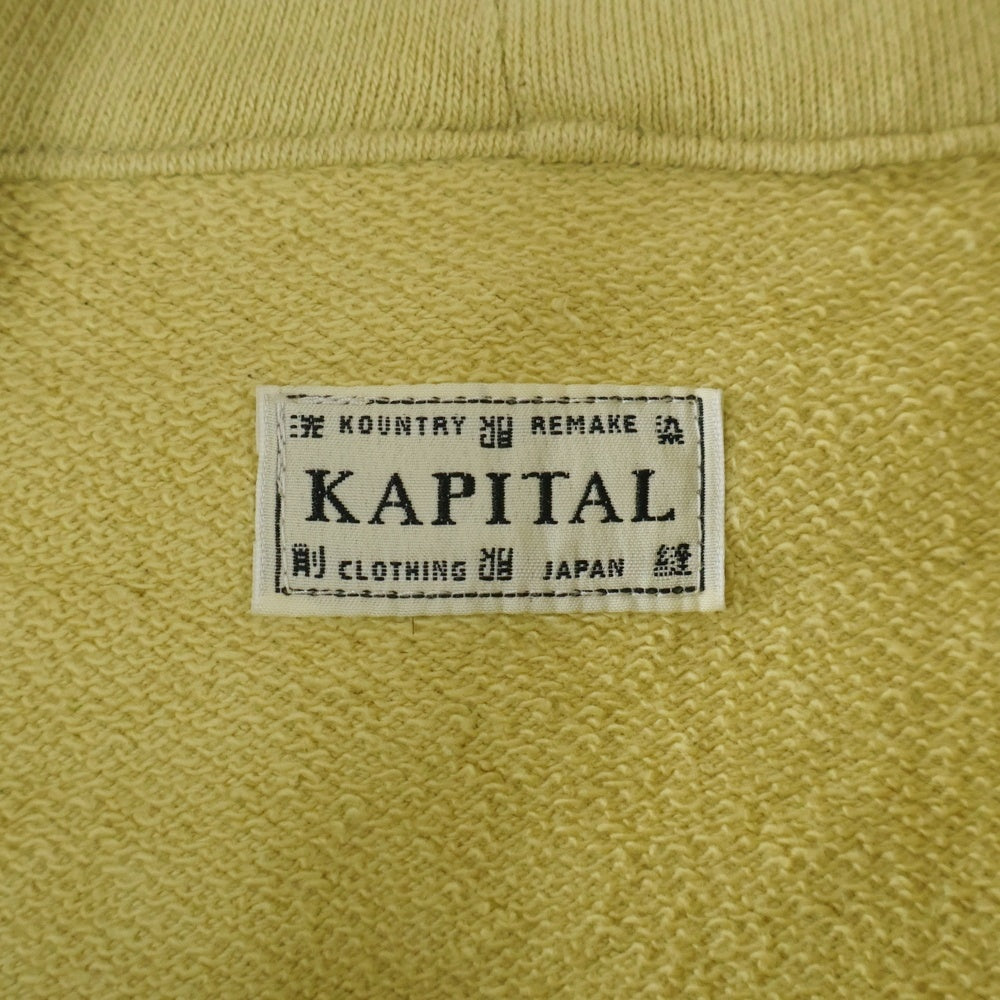 洗 KOUNTRY REMAKE 染
KAPITAL
削 CLOTHING JAPAN 縫